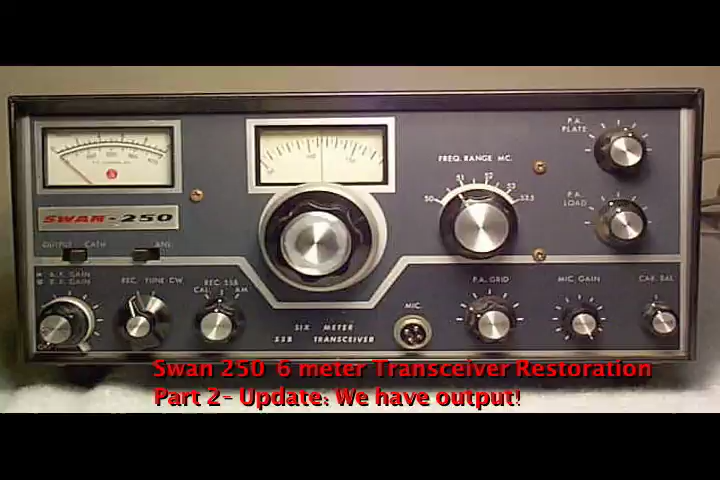 P.A. PLATE
FREQ. RANGE MC.
50 51 52 53 53.5
P.A. LOAD
SWAN-250
OUTPUT CATH ANL
A.F. GAIN
R.F. GAIN
REC. TUNE-CW.
REC. SSB
CAL. AM
MIC.
P.A. GRID
MIC. GAIN
CAR. BAL.
SIX METER
SSB TRANSCEIVER
Swan 250 6 meter Transceiver Restoration
Part 2- Update: We have output!